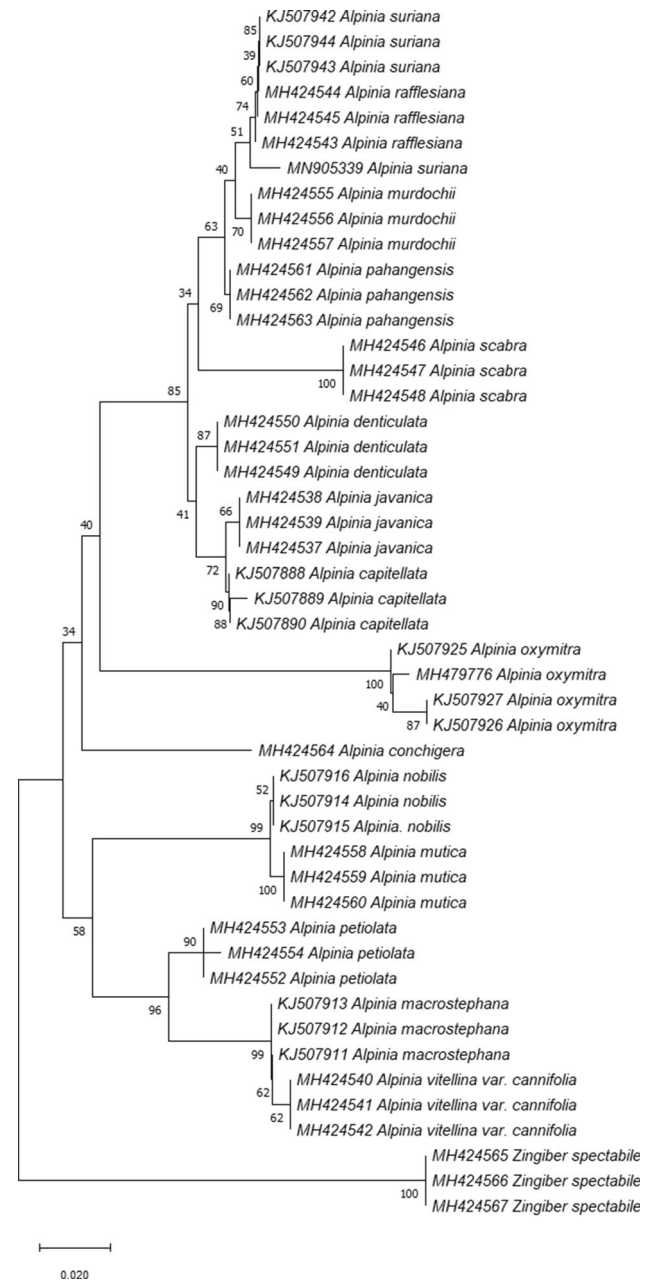 KJ507942 Alpinia suriana
85
KJ507944 Alpinia suriana
39
KJ507943 Alpinia suriana
60
MH424544 Alpinia rafflesiana
74
MH424545 Alpinia rafflesiana
51
MH424543 Alpinia rafflesiana
40
MN905339 Alpinia suriana
MH424555 Alpinia murdochii
63
MH424556 Alpinia murdochii
70
MH424557 Alpinia murdochii
MH424561 Alpinia pahangensis
34
MH424562 Alpinia pahangensis
69
MH424563 Alpinia pahangensis
MH424546 Alpinia scabra
MH424547 Alpinia scabra
100
85
MH424548 Alpinia scabra
MH424550 Alpinia denticulata
87
MH424551 Alpinia denticulata
MH424549 Alpinia denticulata
MH424538 Alpinia javanica
41
66
MH424539 Alpinia javanica
40
MH424537 Alpinia javanica
72
KJ507888 Alpinia capitellata
KJ507889 Alpinia capitellata
90
88
KJ507890 Alpinia capitellata
34
KJ507925 Alpinia oxymitra
MH479776 Alpinia oxymitra
100
KJ507927 Alpinia oxymitra
40
87
KJ507926 Alpinia oxymitra
MH424564 Alpinia conchigera
KJ507916 Alpinia nobilis
52
KJ507914 Alpinia nobilis
99
KJ507915 Alpinia. nobilis
MH424558 Alpinia mutica
MH424559 Alpinia mutica
100
MH424560 Alpinia mutica
58
MH424553 Alpinia petiolata
90
MH424554 Alpinia petiolata
MH424552 Alpinia petiolata
96
KJ507913 Alpinia macrostephana
KJ507912 Alpinia macrostephana
99
KJ507911 Alpinia macrostephana
MH424540 Alpinia vitellina var. cannifolia
62
MH424541 Alpinia vitellina var. cannifolia
62
MH424542 Alpinia vitellina var. cannifolia
MH424565 Zingiber spectabile
MH424566 Zingiber spectabile
100
MH424567 Zingiber spectabile
0.020